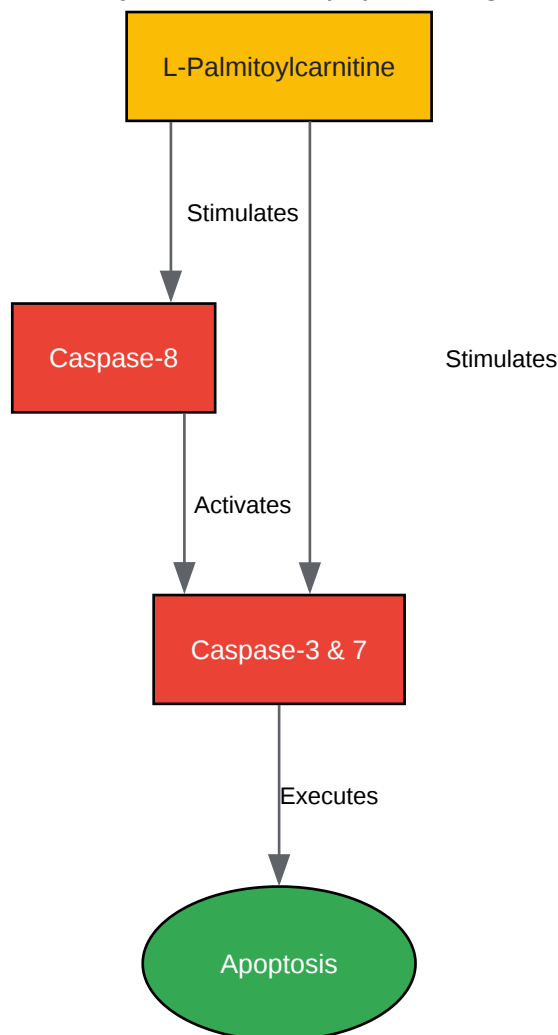 L-Palmitoylcarnitine
Stimulates
Caspase-8
Stimulates
Activates
Caspase-3 & 7
Executes
Apoptosis